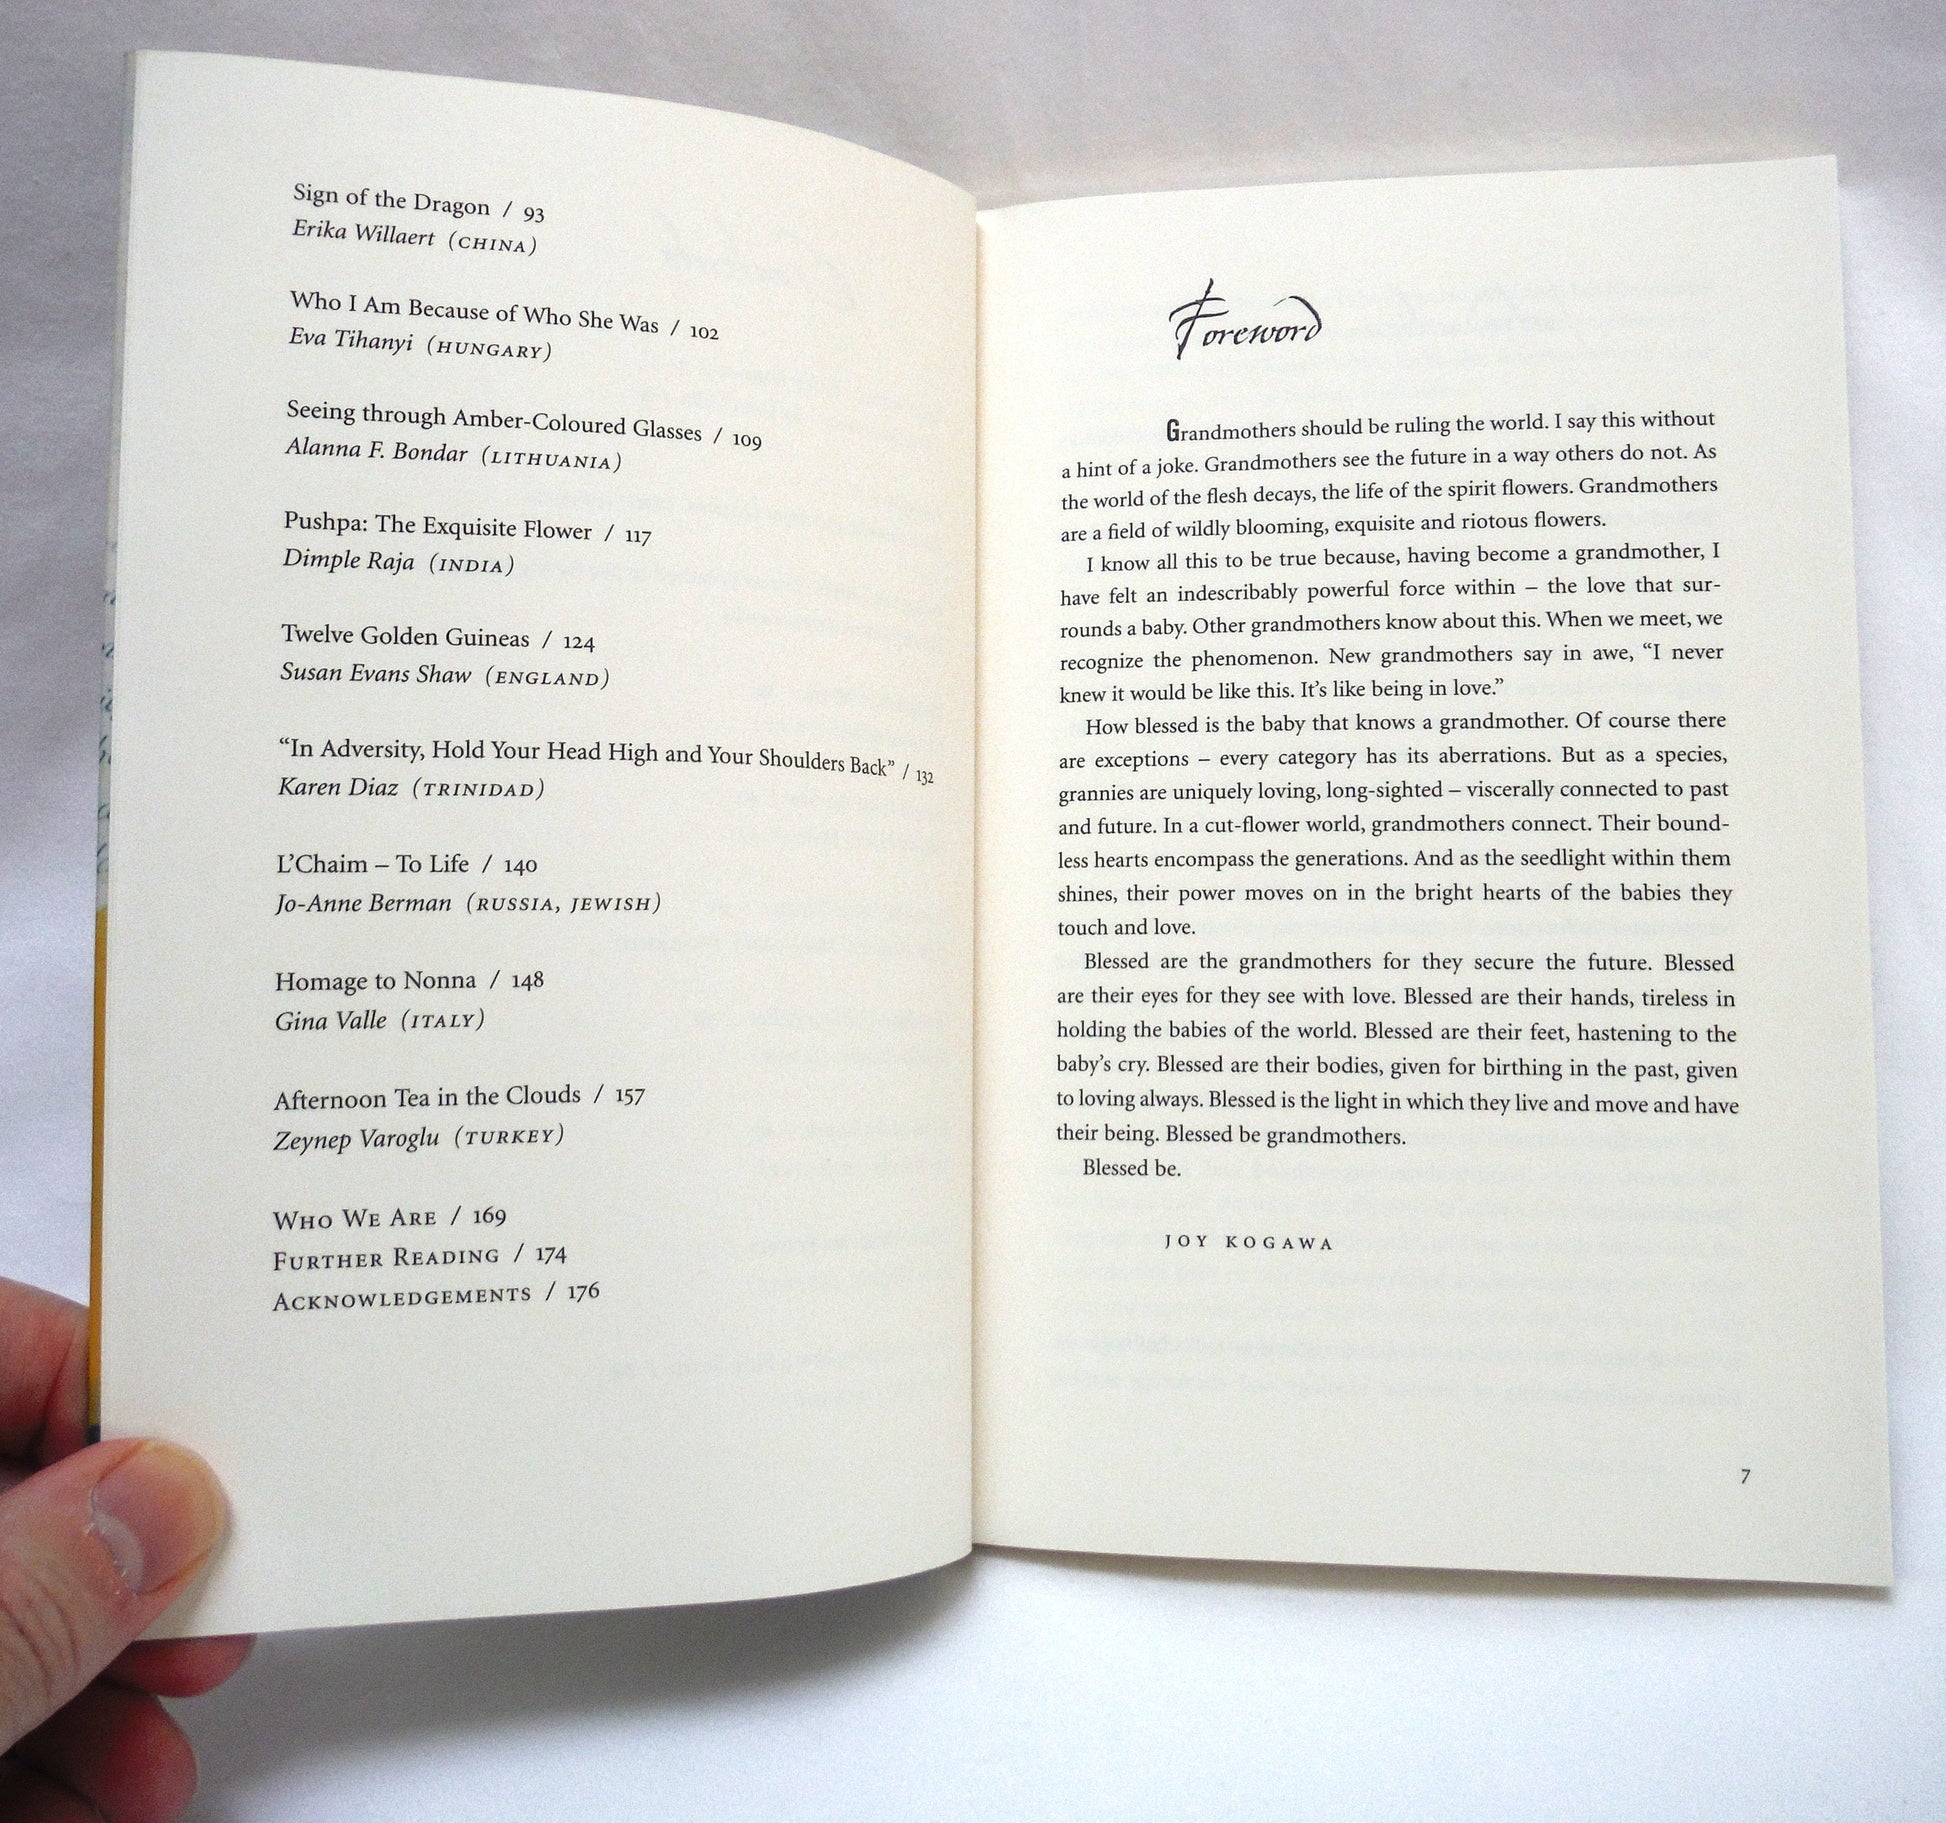 Sign of the Dragon / 93
Erika Willaert (CHINA)
Who I Am Because of Who She Was / 102
Eva Tihanyi (HUNGARY)
Seeing through Amber-Coloured Glasses / 109
Alanna F. Bondar (LITHUANIA)
Pushpa: The Exquisite Flower / 117
Dimple Raja (INDIA)
Twelve Golden Guineas / 124
Susan Evans Shaw (ENGLAND)
“In Adversity, Hold Your Head High and Your Shoulders Back” / 132
Karen Diaz (TRINIDAD)
L’Chaim – To Life / 140
Jo-Anne Berman (RUSSIA, JEWISH)
Homage to Nonna / 148
Gina Valle (ITALY)
Afternoon Tea in the Clouds / 157
Zeynep Varoglu (TURKEY)
WHO WE ARE / 169
FURTHER READING / 174
ACKNOWLEDGEMENTS / 176
Foreword
Grandmothers should be ruling the world. I say this without
a hint of a joke. Grandmothers see the future in a way others do not. As
the world of the flesh decays, the life of the spirit flowers. Grandmothers
are a field of wildly blooming, exquisite and riotous flowers.
I know all this to be true because, having become a grandmother, I
have felt an indescribably powerful force within – the love that sur-
rounds a baby. Other grandmothers know about this. When we meet, we
recognize the phenomenon. New grandmothers say in awe, “I never
knew it would be like this. It’s like being in love.”
How blessed is the baby that knows a grandmother. Of course there
are exceptions – every category has its aberrations. But as a species,
grannies are uniquely loving, long-sighted – viscerally connected to past
and future. In a cut-flower world, grandmothers connect. Their bound-
less hearts encompass the generations. And as the seedlight within them
shines, their power moves on in the bright hearts of the babies they
touch and love.
Blessed are the grandmothers for they secure the future. Blessed
are their eyes for they see with love. Blessed are their hands, tireless in
holding the babies of the world. Blessed are their feet, hastening to the
baby’s cry. Blessed are their bodies, given for birthing in the past, given
to loving always. Blessed is the light in which they live and move and have
their being. Blessed be grandmothers.
Blessed be.
JOY KOGAWA
7